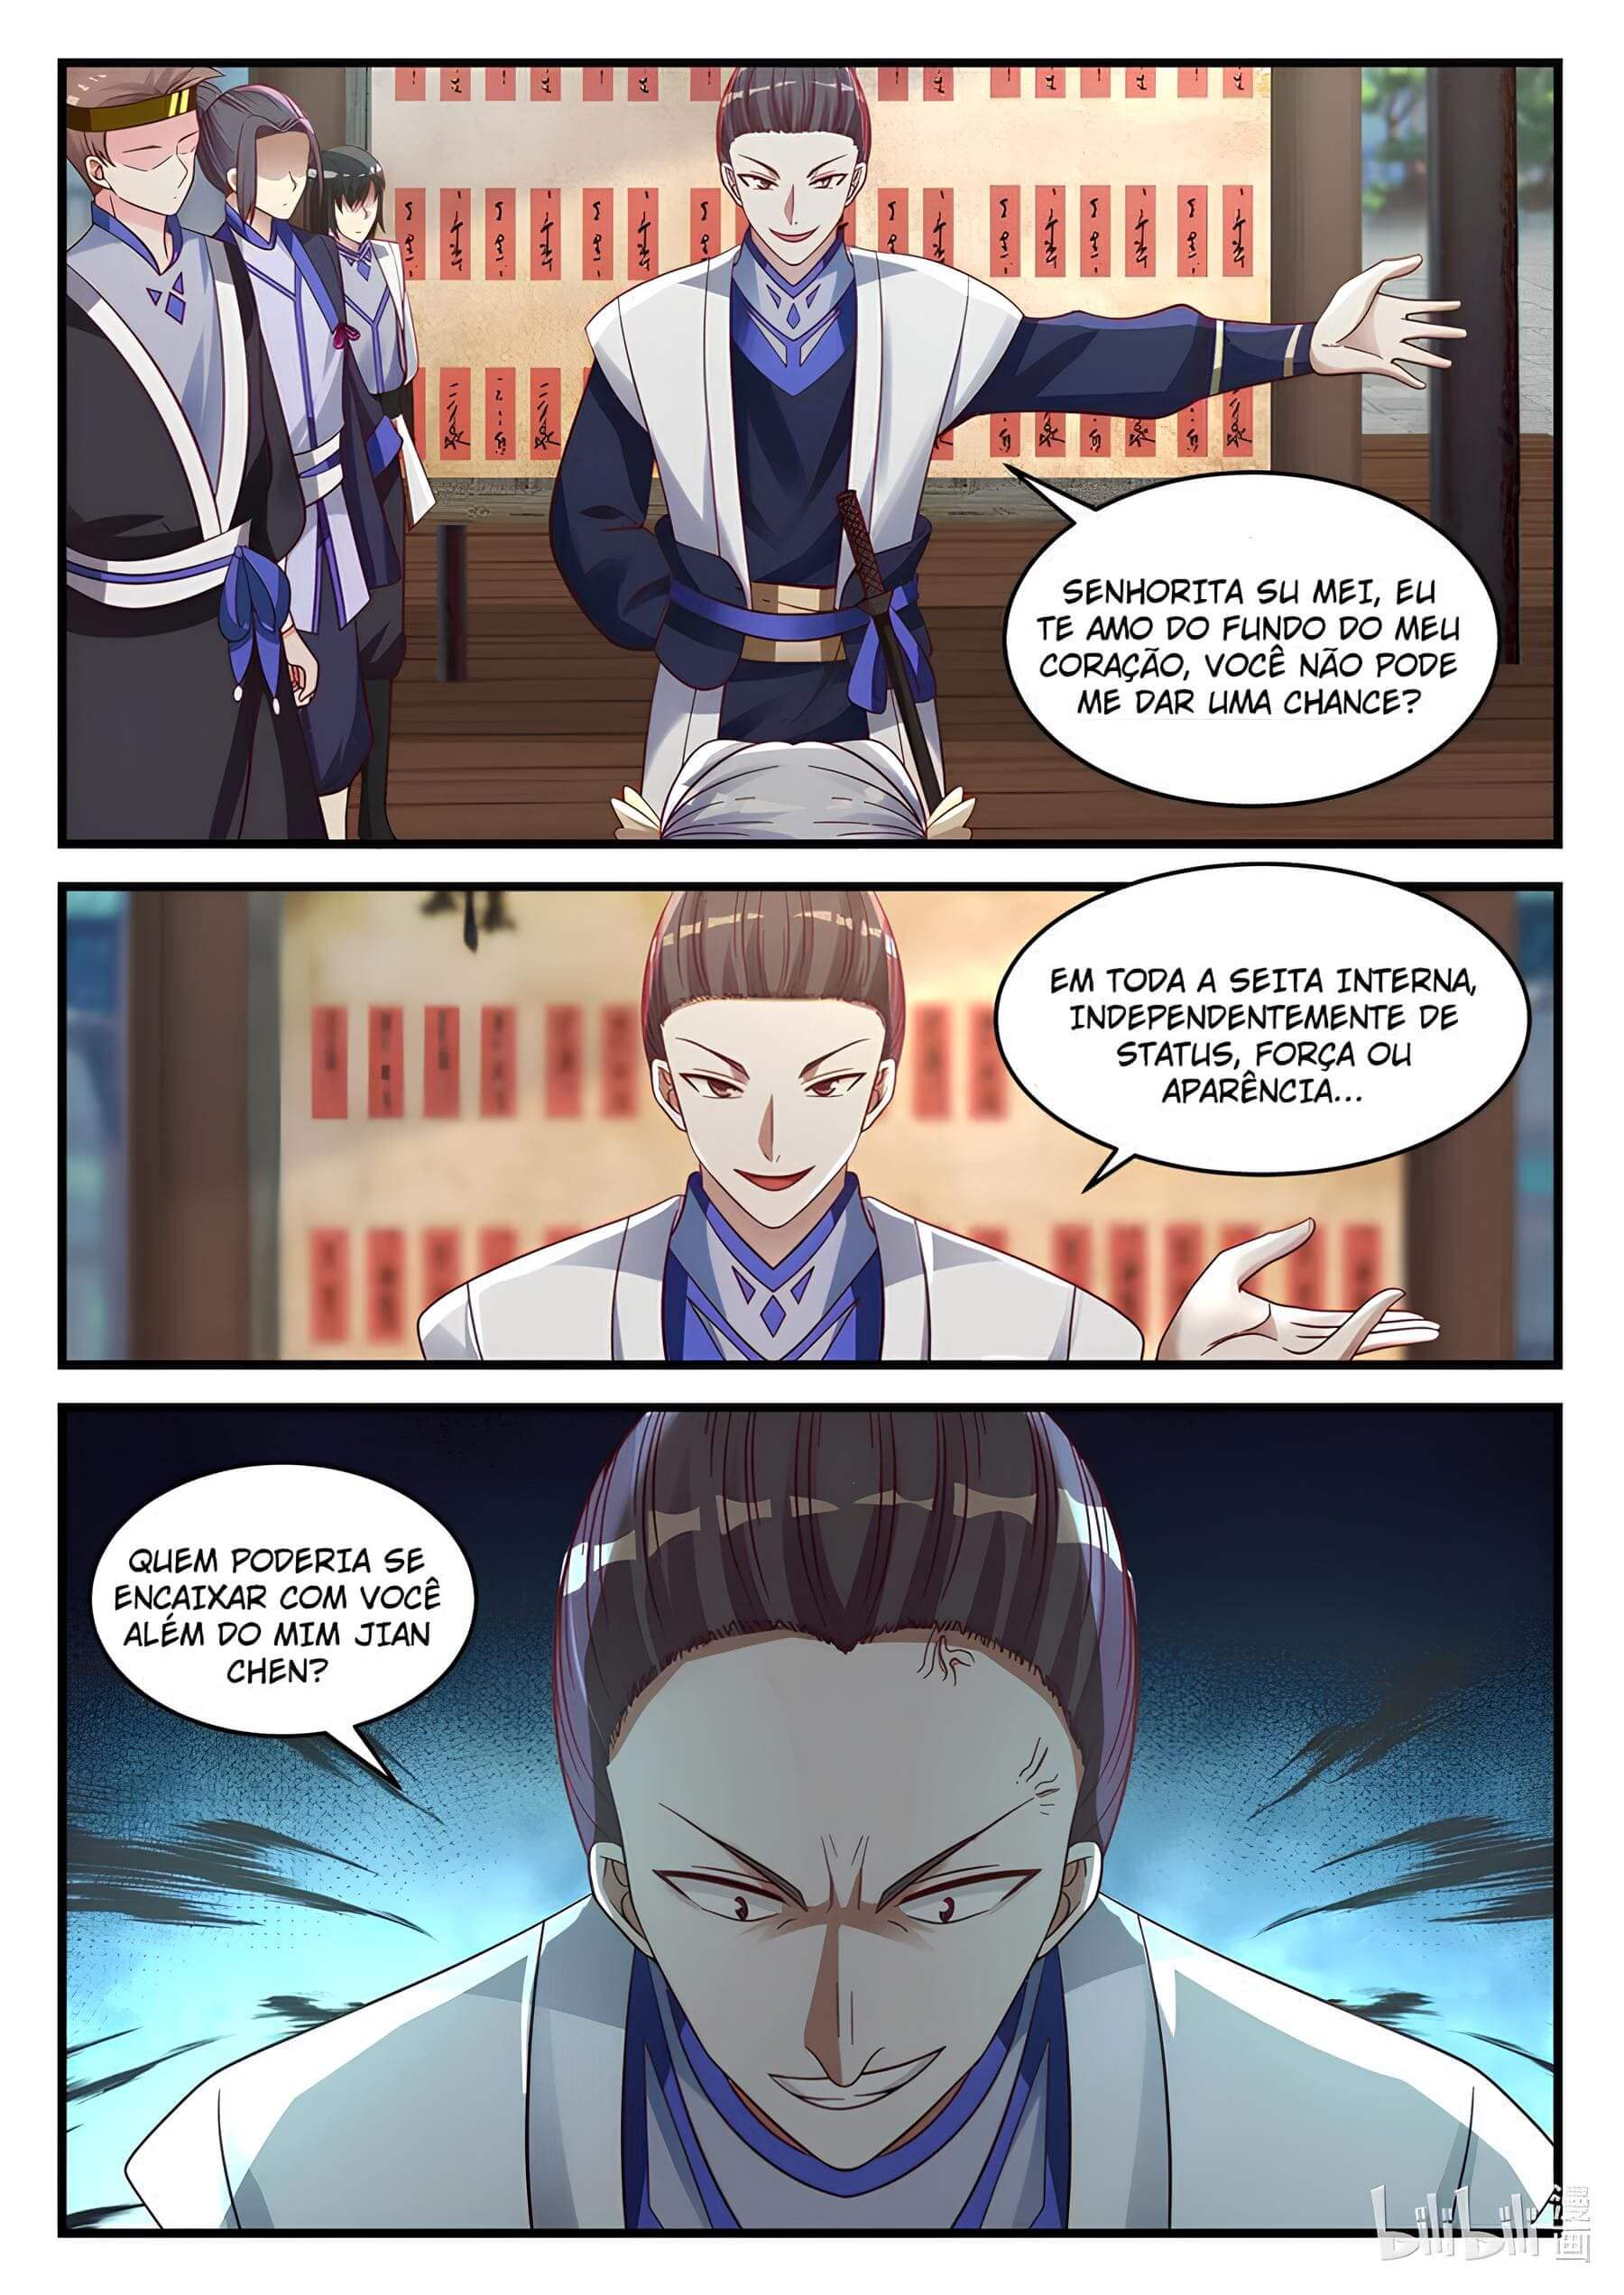 SENHORITA SU MEI, EU
TE AMO DO FUNDO DO MEU
CORAÇÃO, VOCÊ NÃO PODE
ME DAR UMA CHANCE?
EM TODA A SEITA INTERNA,
INDEPENDENTEMENTE DE
STATUS, FORÇA OU
APARÊNCIA...
QUEM PODERIA SE
ENCAIXAR COM VOCÊ
ALÉM DO MIM JIAN
CHEN?
bilibili
漫画